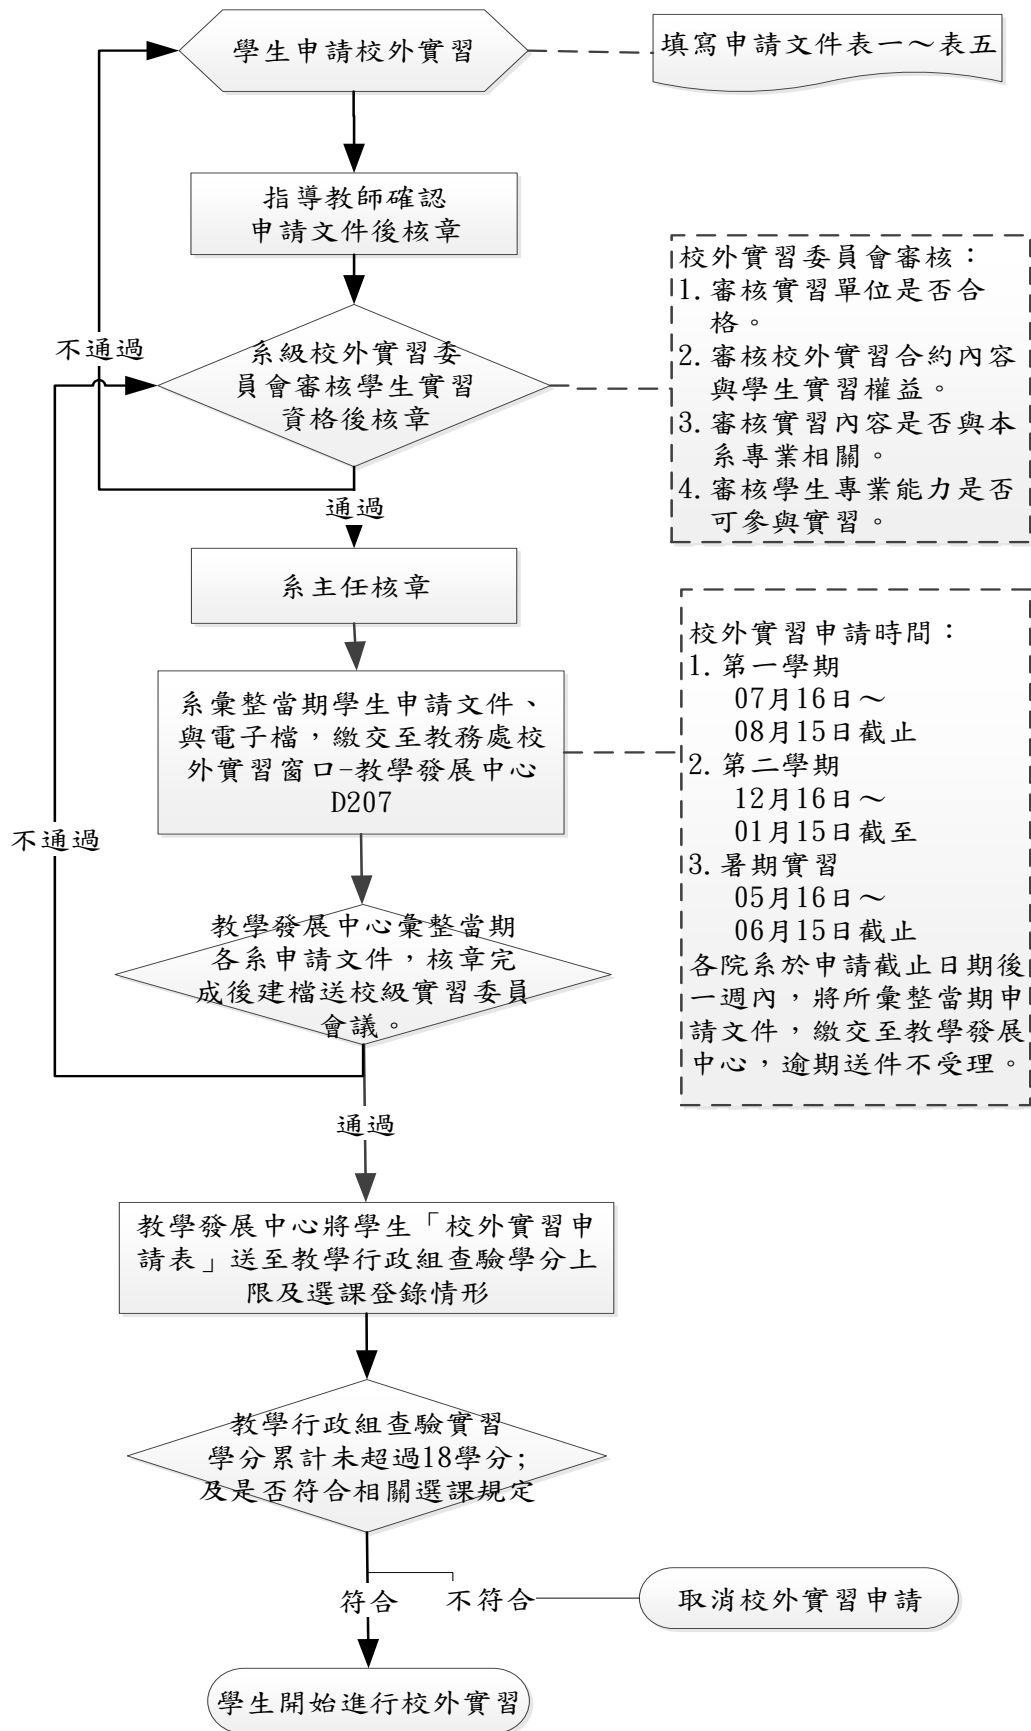 學生申請校外實習
填寫申請文件表一～表五
指導教師確認
申請文件後核章
校外實習委員會審核：
1.審核實習單位是否合
格。
2.審核校外實習合約內容
與學生實習權益。
3.審核實習內容是否與本
系專業相關。
4.審核學生專業能力是否
可參與實習。
不通過
系級校外實習委
員會審核學生實習
資格後核章
通過
系主任核章
校外實習申請時間：
1.第一學期
07月16日～
08月15日截止
2.第二學期
12月16日～
01月15日截至
3.暑期實習
05月16日～
06月15日截止
各院系於申請截止日期後
一週內，將所彙整當期申
請文件，繳交至教學發展
中心，逾期送件不受理。
系彙整當期學生申請文件、
與電子檔，繳交至教務處校
外實習窗口-教學發展中心
D207
不通過
教學發展中心彙整當期
各系申請文件，核章完
成後建檔送校級實習委員
會議。
通過
教學發展中心將學生「校外實習申
請表」送至教學行政組查驗學分上
限及選課登錄情形
教學行政組查驗實習
學分累計未超過18學分;
及是否符合相關選課規定
符合
不符合
取消校外實習申請
學生開始進行校外實習